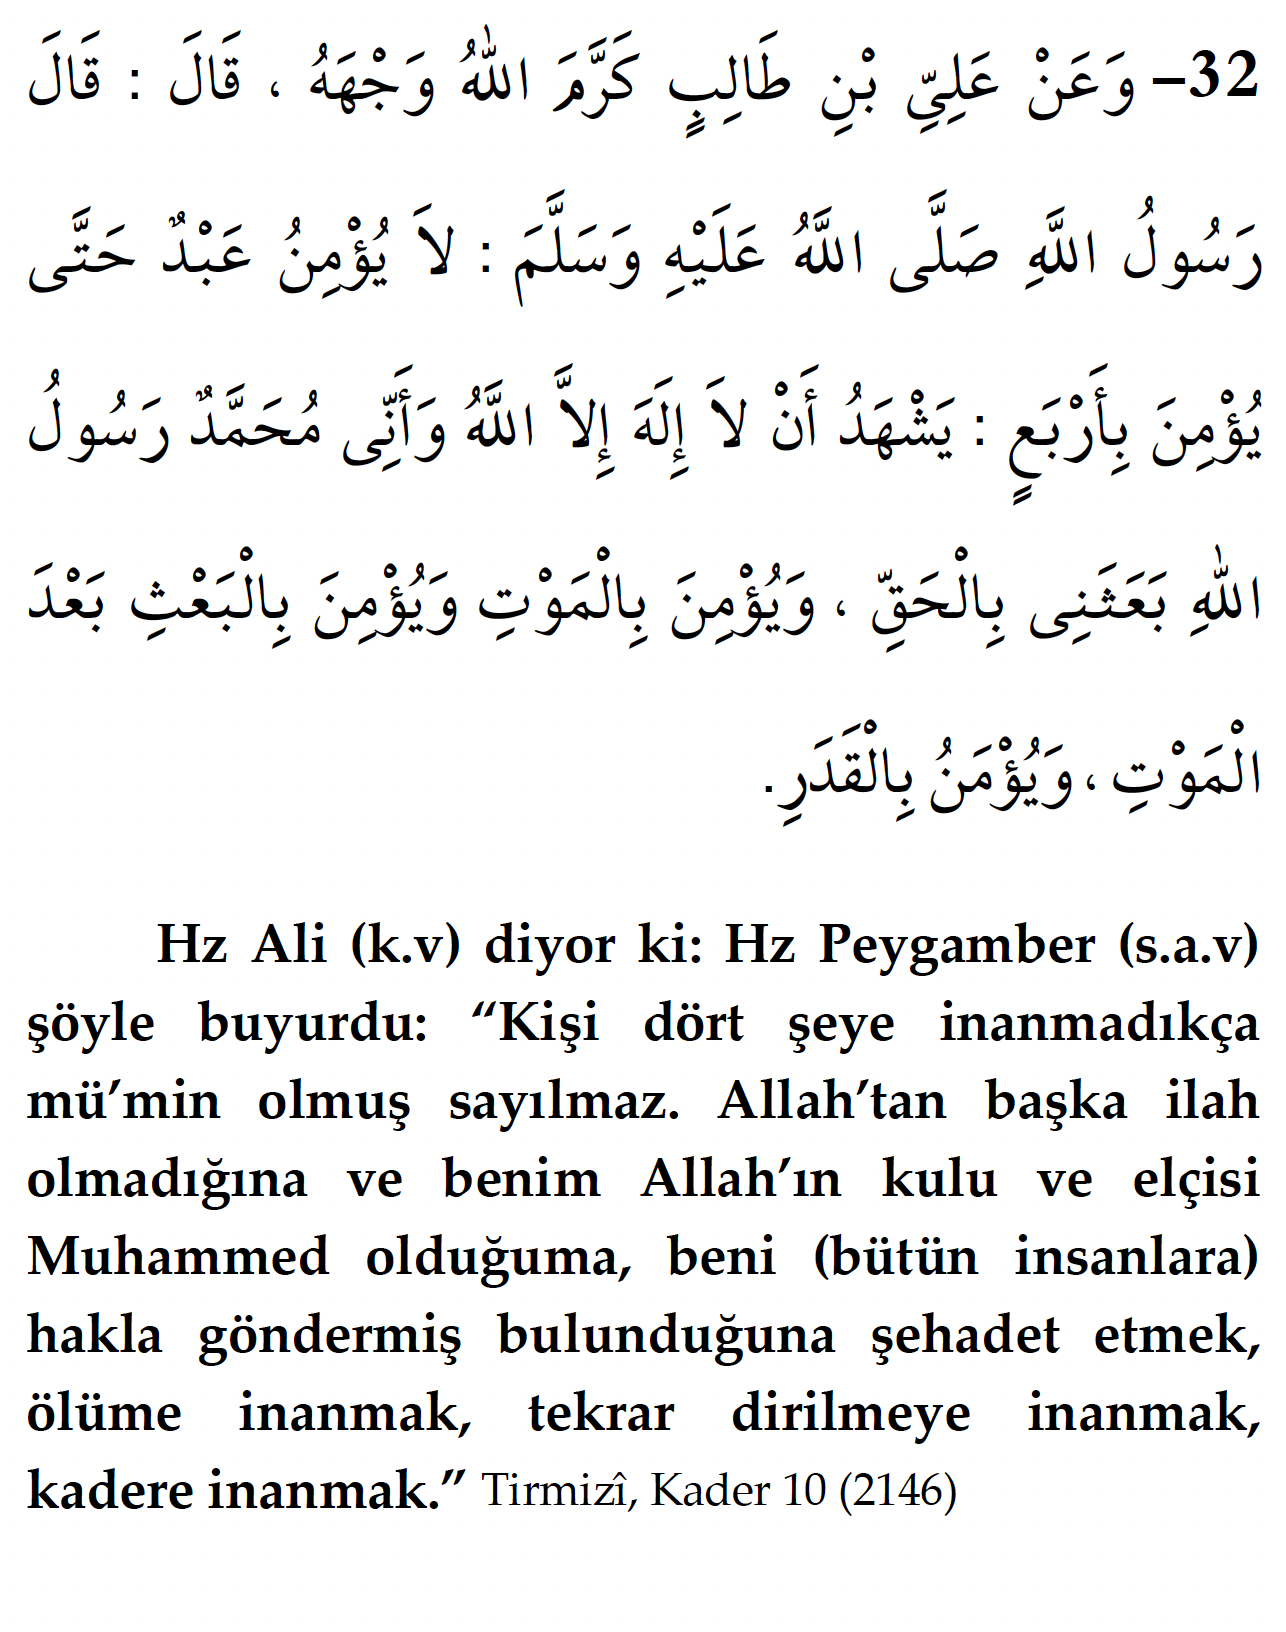 32– وَعَنْ عَلِيِّ بْنِ طَالِبٍ كَرَّمَ اللهُ وَجْهَهُ ، قَالَ : قَالَ
رَسُولُ اللَّهِ صَلَّى اللَّهُ عَلَيْهِ وَسَلَّمَ : لاَ يُؤْمِنُ عَبْدٌ حَتَّى
يُؤْمِنَ بِأَرْبَعٍ : يَشْهَدُ أَنْ لاَ إِلَهَ إِلاَّ اللَّهُ وَأَنِّى مُحَمَّدٌ رَسُولُ
اللهِ بَعَثَنِى بِالْحَقِّ ، وَيُؤْمِنَ بِالْمَوْتِ وَيُؤْمِنَ بِالْبَعْثِ بَعْدَ
الْمَوْتِ ، وَيُؤْمَنُ بِالْقَدَرِ.
Hz Ali (k.v) diyor ki: Hz Peygamber (s.a.v)
şöyle buyurdu: “Kişi dört şeye inanmadıkça
mü’min olmuş sayılmaz. Allah’tan başka ilah
olmadığına ve benim Allah’ın kulu ve elçisi
Muhammed olduğuma, beni (bütün insanlara)
hakla göndermiş bulunduğuna şehadet etmek,
ölüme inanmak, tekrar dirilmeye inanmak,
kadere inanmak.” Tirmizî, Kader 10 (2146)